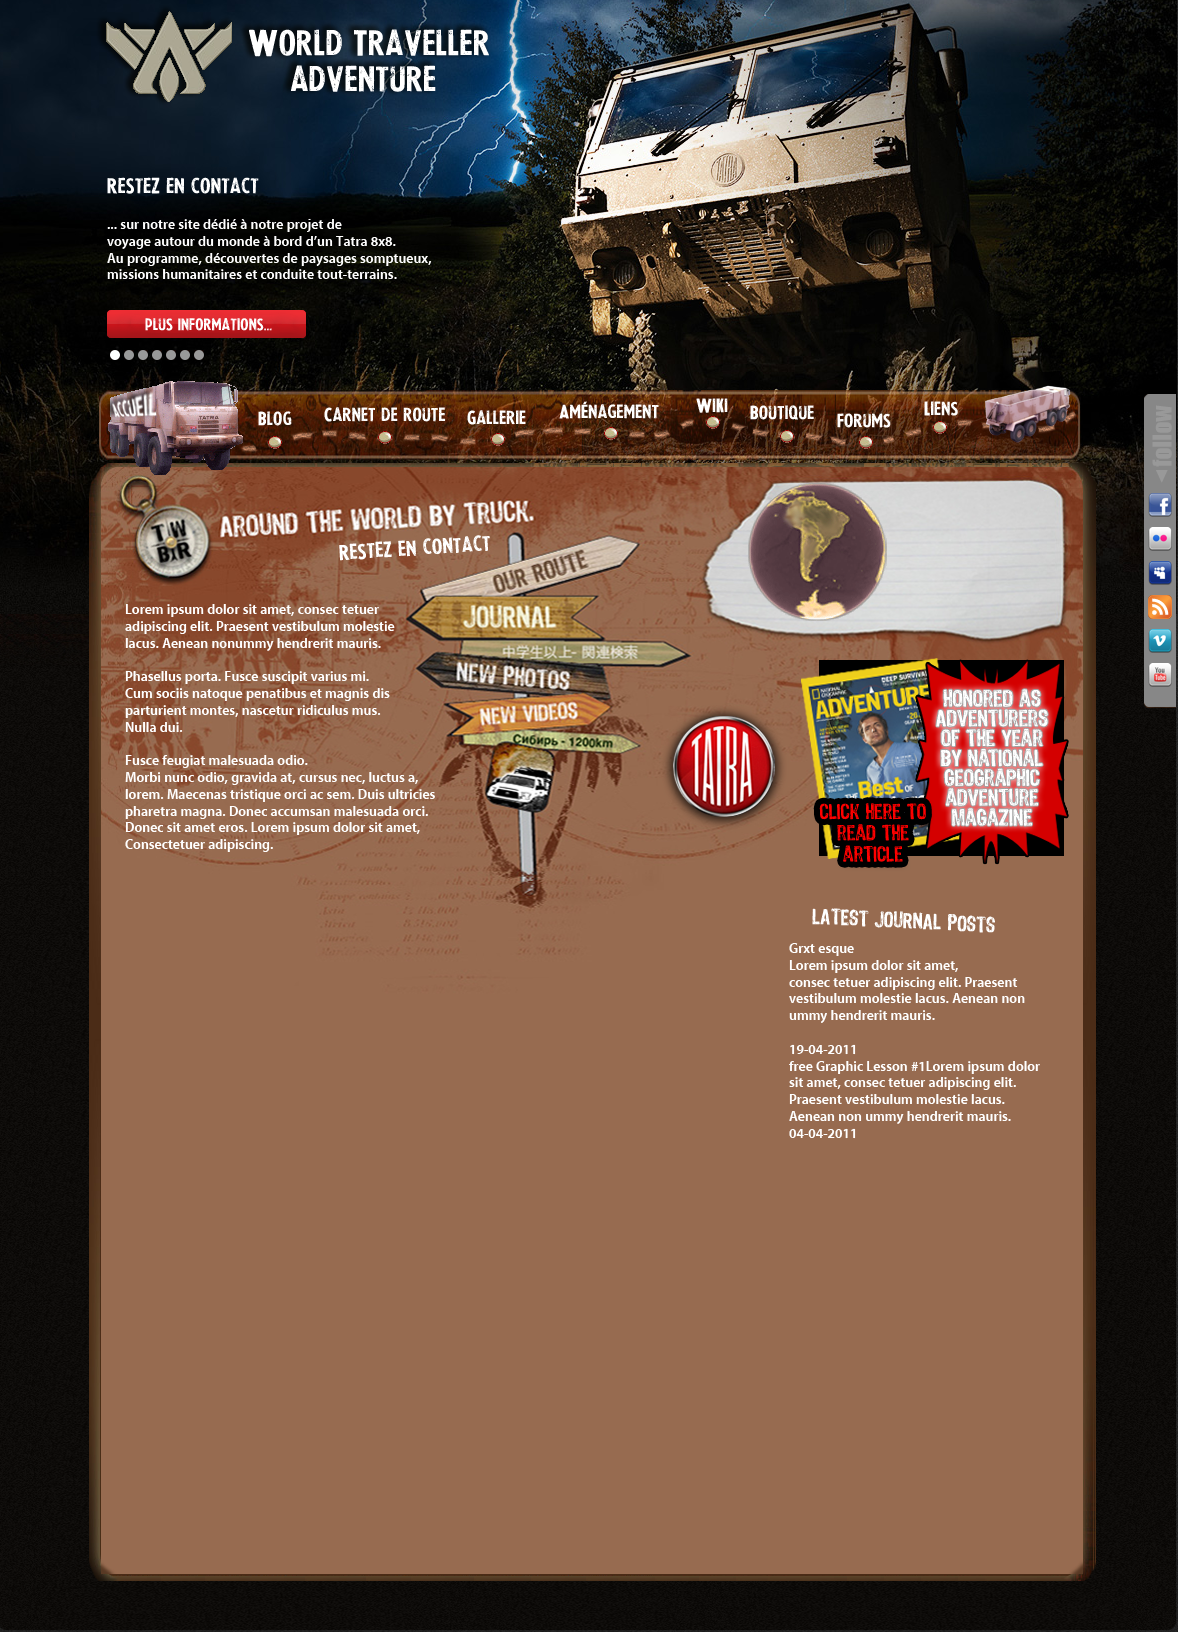 WORLD TRAVELLER
ADVENTURE
RESTEZ EN CONTACT
... sur notre site dédié à notre projet de
voyage autour du monde à bord d’un Tatra 8x8.
Au programme, découvertes de paysages somptueux,
missions humanitaires et conduite tout-terrains.
PLUS INFORMATIONS...
ACCUEIL
TATRA
BLOG
CARNET DE ROUTE
GALLERIE
AMÉNAGEMENT
WIKI
BOUTIQUE
FORUMS
LIENS
follow
TW
BTR
AROUND THE WORLD BY TRUCK.
RESTEZ EN CONTACT
OUR ROUTE
JOURNAL
中学生以上- 関連検索
NEW PHOTOS
NEW VIDEOS
Сибирь - 1200km
Lorem ipsum dolor sit amet, consec tetuer
adipiscing elit. Praesent vestibulum molestie
lacus. Aenean nonummy hendrerit mauris.
Phasellus porta. Fusce suscipit varius mi.
Cum sociis natoque penatibus et magnis dis
parturient montes, nascetur ridiculus mus.
Nulla dui.
Fusce feugiat malesuada odio.
Morbi nunc odio, gravida at, cursus nec, luctus a,
lorem. Maecenas tristique orci ac sem. Duis ultricies
pharetra magna. Donec accumsan malesuada orci.
Donec sit amet eros. Lorem ipsum dolor sit amet,
Consectetuer adipiscing.
TATRA
DEEP SURVIVAL
NATIONAL GEOGRAPHIC
ADVENTURE
THE Best OF
HONORED AS
ADVENTURERS
OF THE YEAR
BY NATIONAL
GEOGRAPHIC
ADVENTURE
MAGAZINE
CLICK HERE TO
READ THE
ARTICLE
You
Tube
LATEST JOURNAL POSTS
Grxt esque
Lorem ipsum dolor sit amet,
consec tetuer adipiscing elit. Praesent
vestibulum molestie lacus. Aenean non
ummy hendrerit mauris.
19-04-2011
free Graphic Lesson #1Lorem ipsum dolor
sit amet, consec tetuer adipiscing elit.
Praesent vestibulum molestie lacus.
Aenean non ummy hendrerit mauris.
04-04-2011